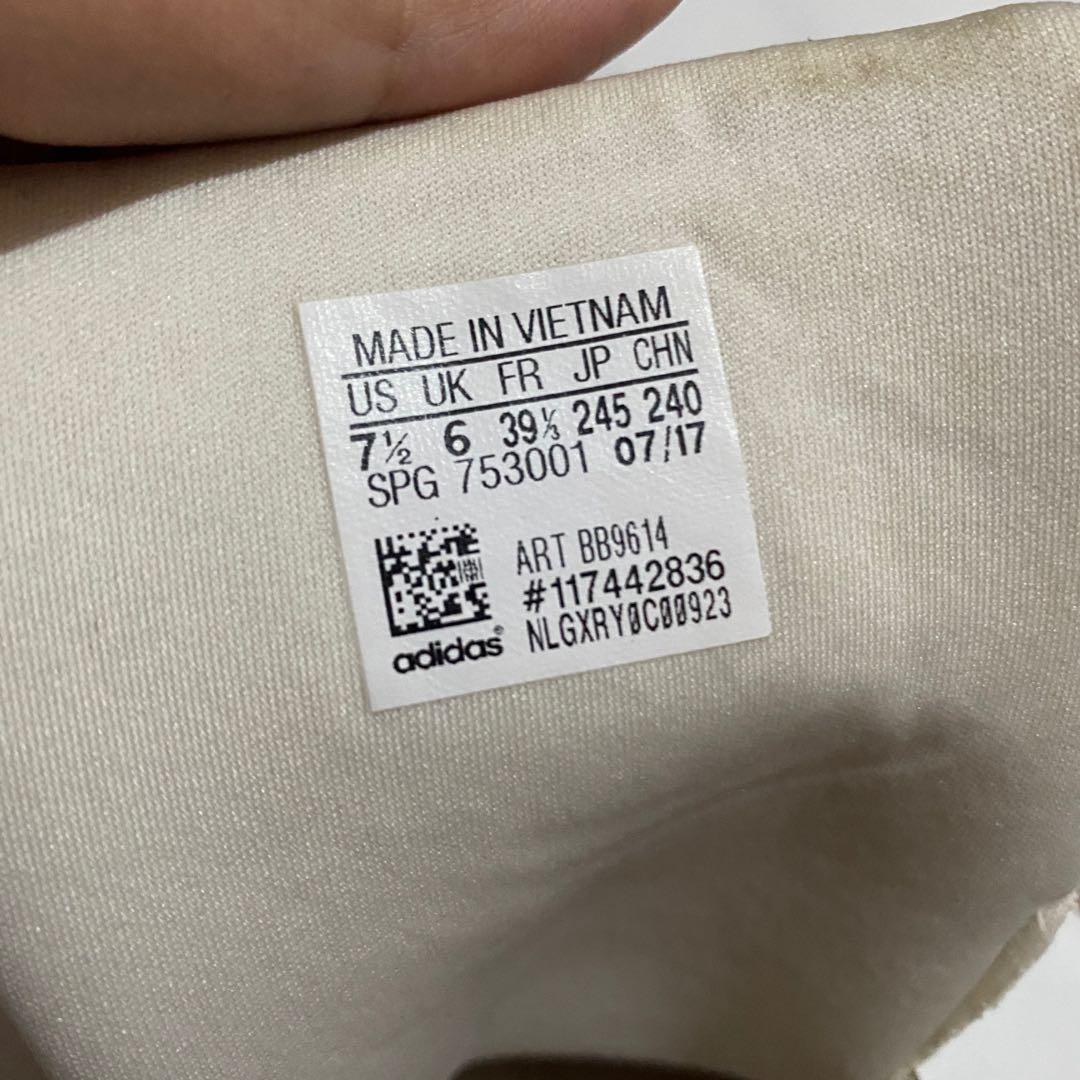 MADE IN VIETNAM
US UK FR JP CHN
7½ 6 39⅓ 245 240
SPG 753001 07/17
ART BB9614
#117442836
NLGXRY0C00923
adidas®